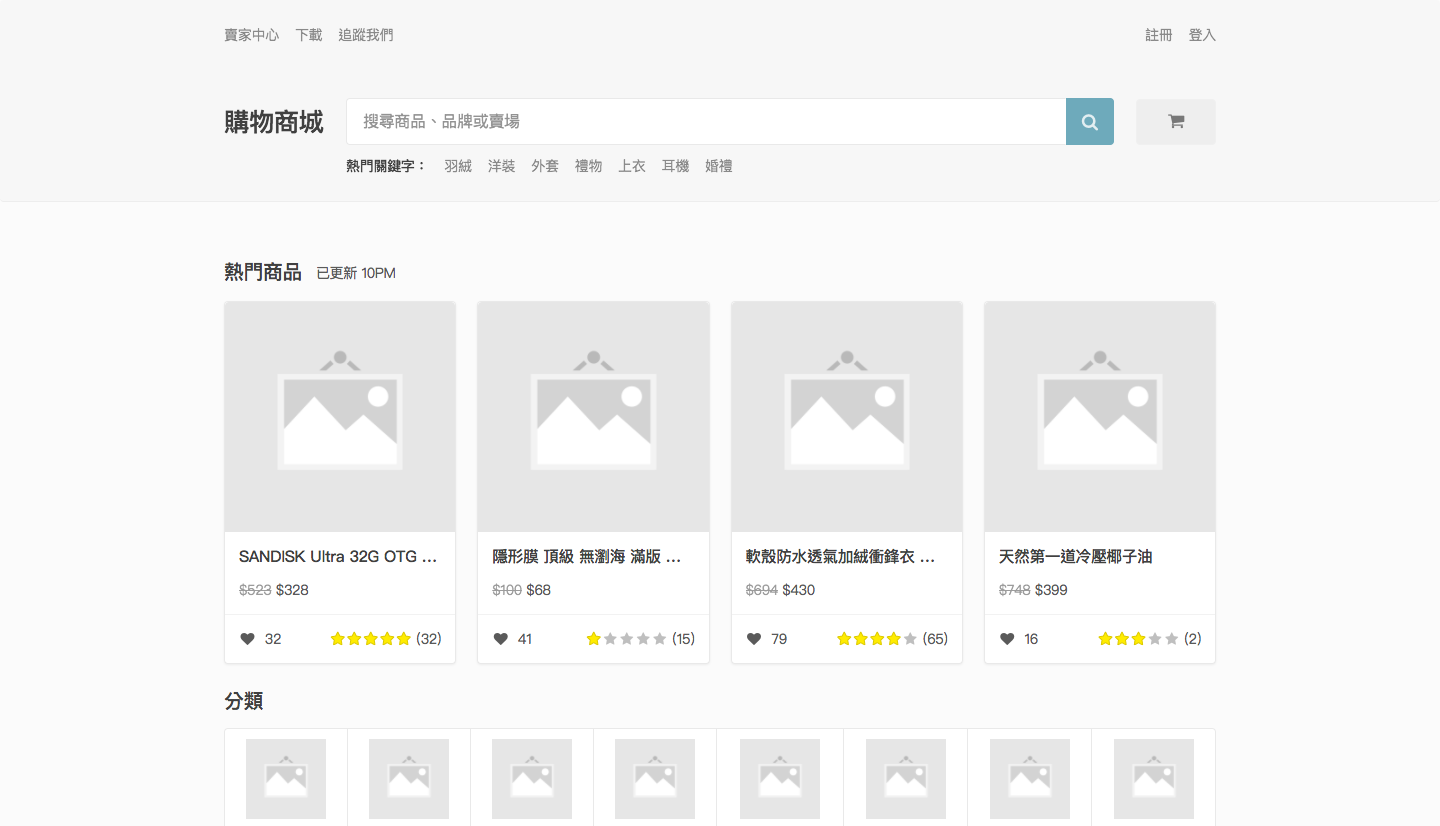 賣家中心 下載 追蹤我們 註冊 登入
購物商城 搜尋商品、品牌或賣場
熱門關鍵字： 羽絨 洋裝 外套 禮物 上衣 耳機 婚禮
熱門商品 已更新 10PM
SANDISK Ultra 32G OTG ...
$523 $328
32 (32)
隱形膜 頂級 無瀏海 滿版 ...
$100 $68
41 (15)
軟殼防水透氣加絨衝鋒衣 ...
$694 $430
79 (65)
天然第一道冷壓椰子油
$748 $399
16 (2)
分類